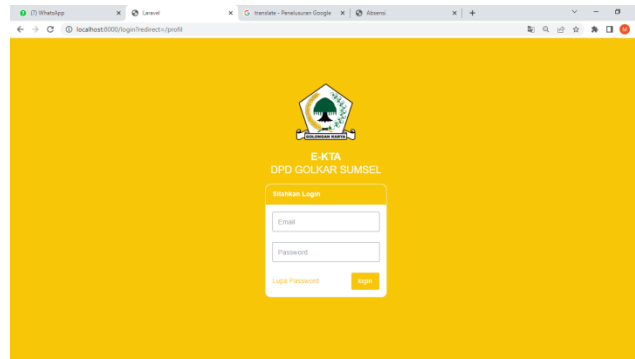 (7) WhatsApp
Laravel
translate - Penelusuran Google
Absensi
localhost:8000/login?redirect=/profil
GOLONGAN KARYA
E-KTA
DPD GOLKAR SUMSEL
Silahkan Login
Email
Password
Lupa Password
login